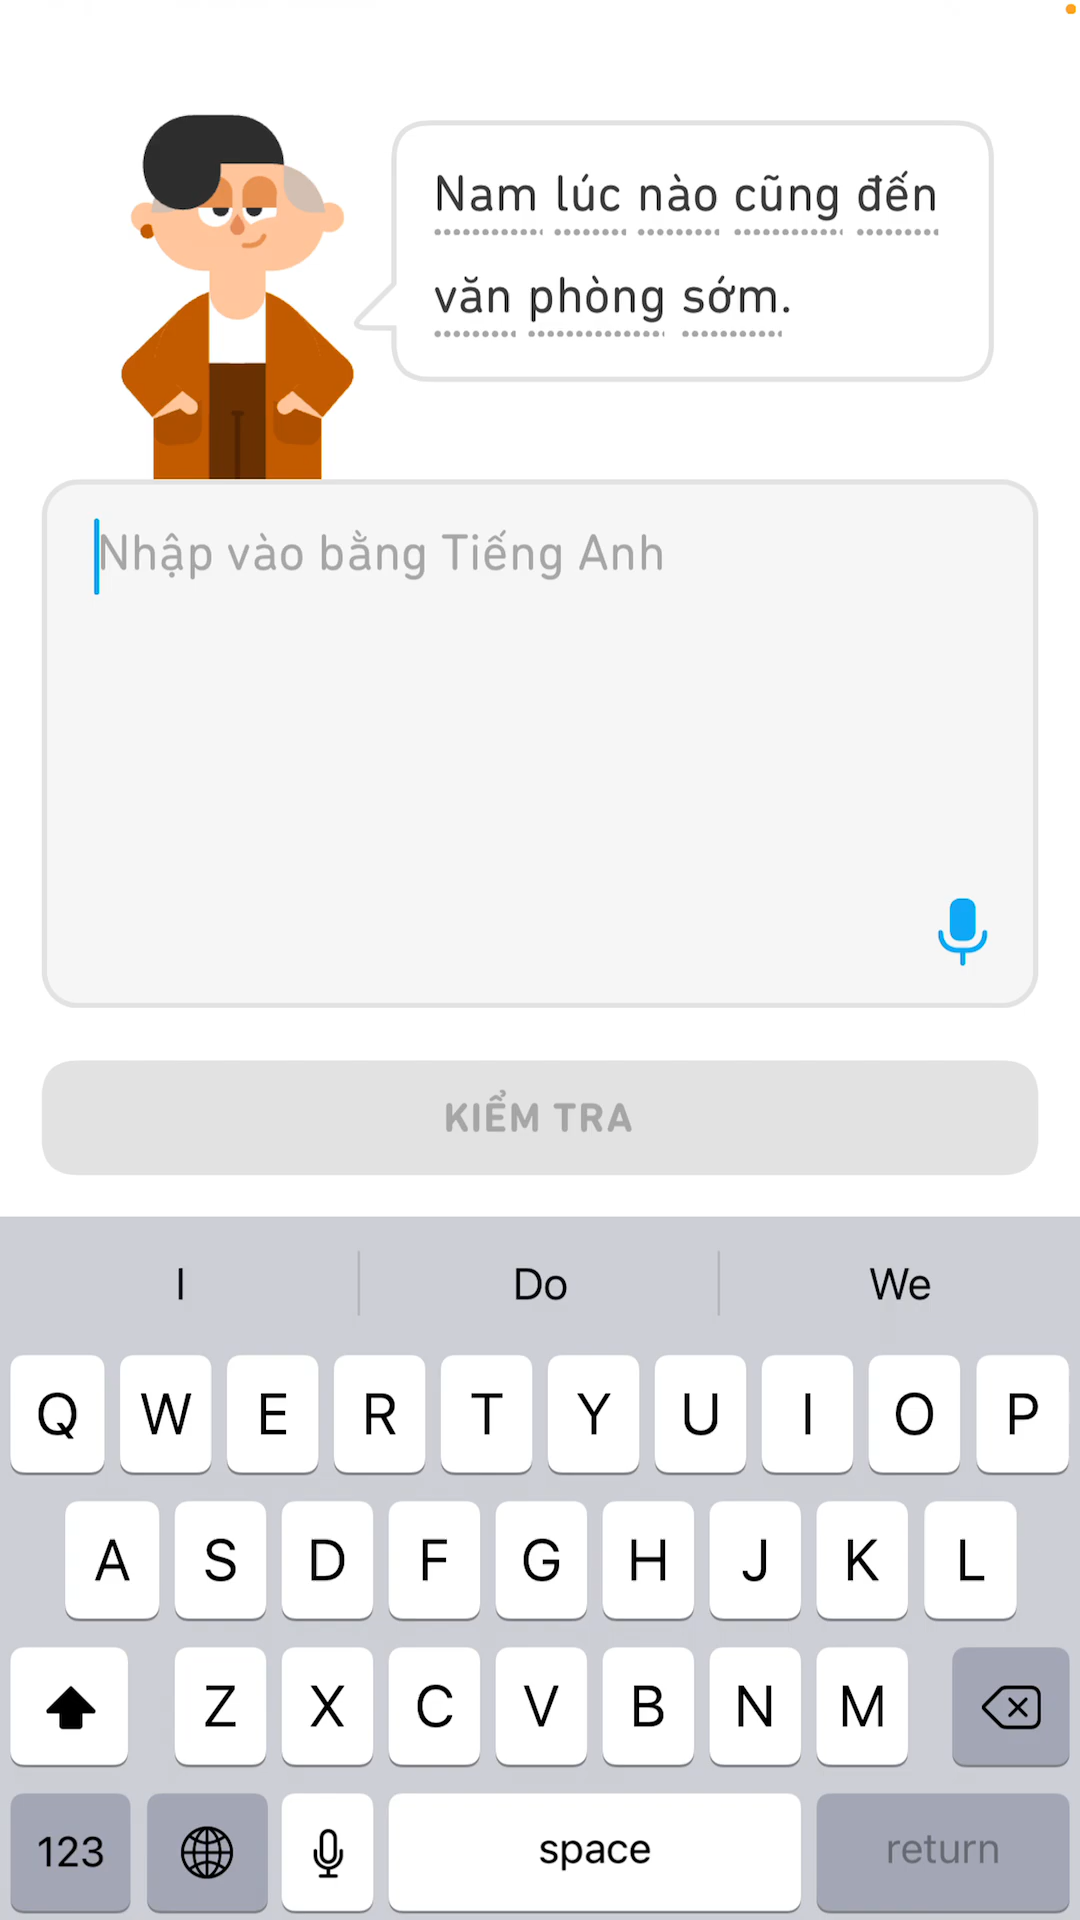 Nam lúc nào cũng đến
văn phòng sớm.
Nhập vào bằng Tiếng Anh
KIỂM TRA
I Do We
Q W E R T Y U I O P
A S D F G H J K L
Z X C V B N M
123 space return